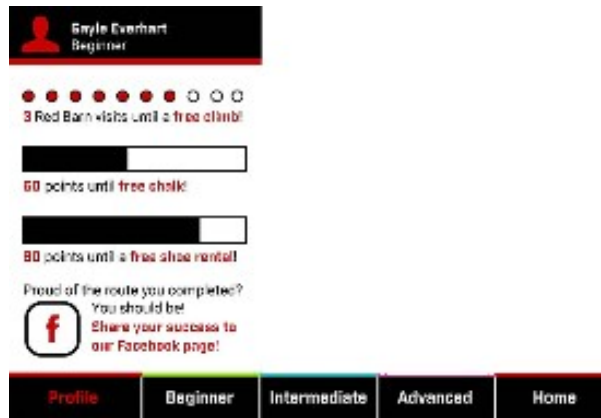 Gayle Everhart
Beginner
3 Red Barn visits until a free climb!
60 points until free chalk!
80 points until a free shoe rental!
Proud of the route you completed?
You should be!
Share your success to
our Facebook page!
f
Profile Beginner Intermediate Advanced Home